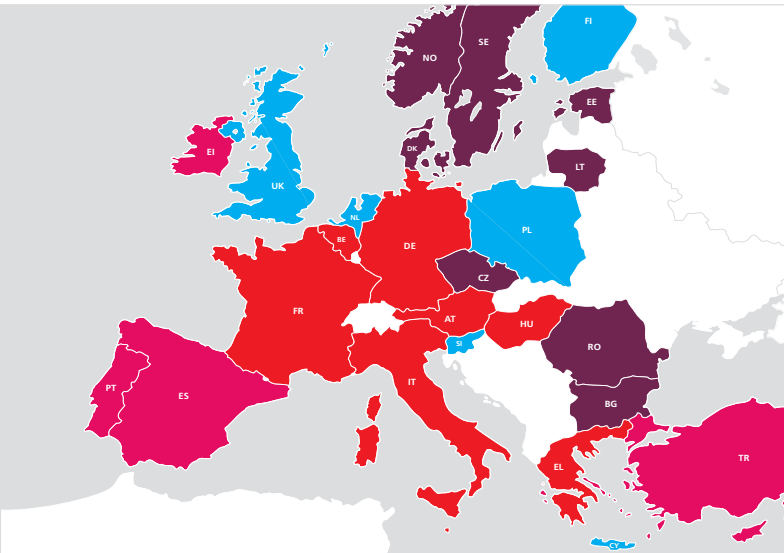 FI
SE
NO
EE
DK
EI
LT
UK
NL
PL
BE
DE
CZ
FR
AT
HU
SI
RO
IT
PT
ES
BG
TR
EL
CY